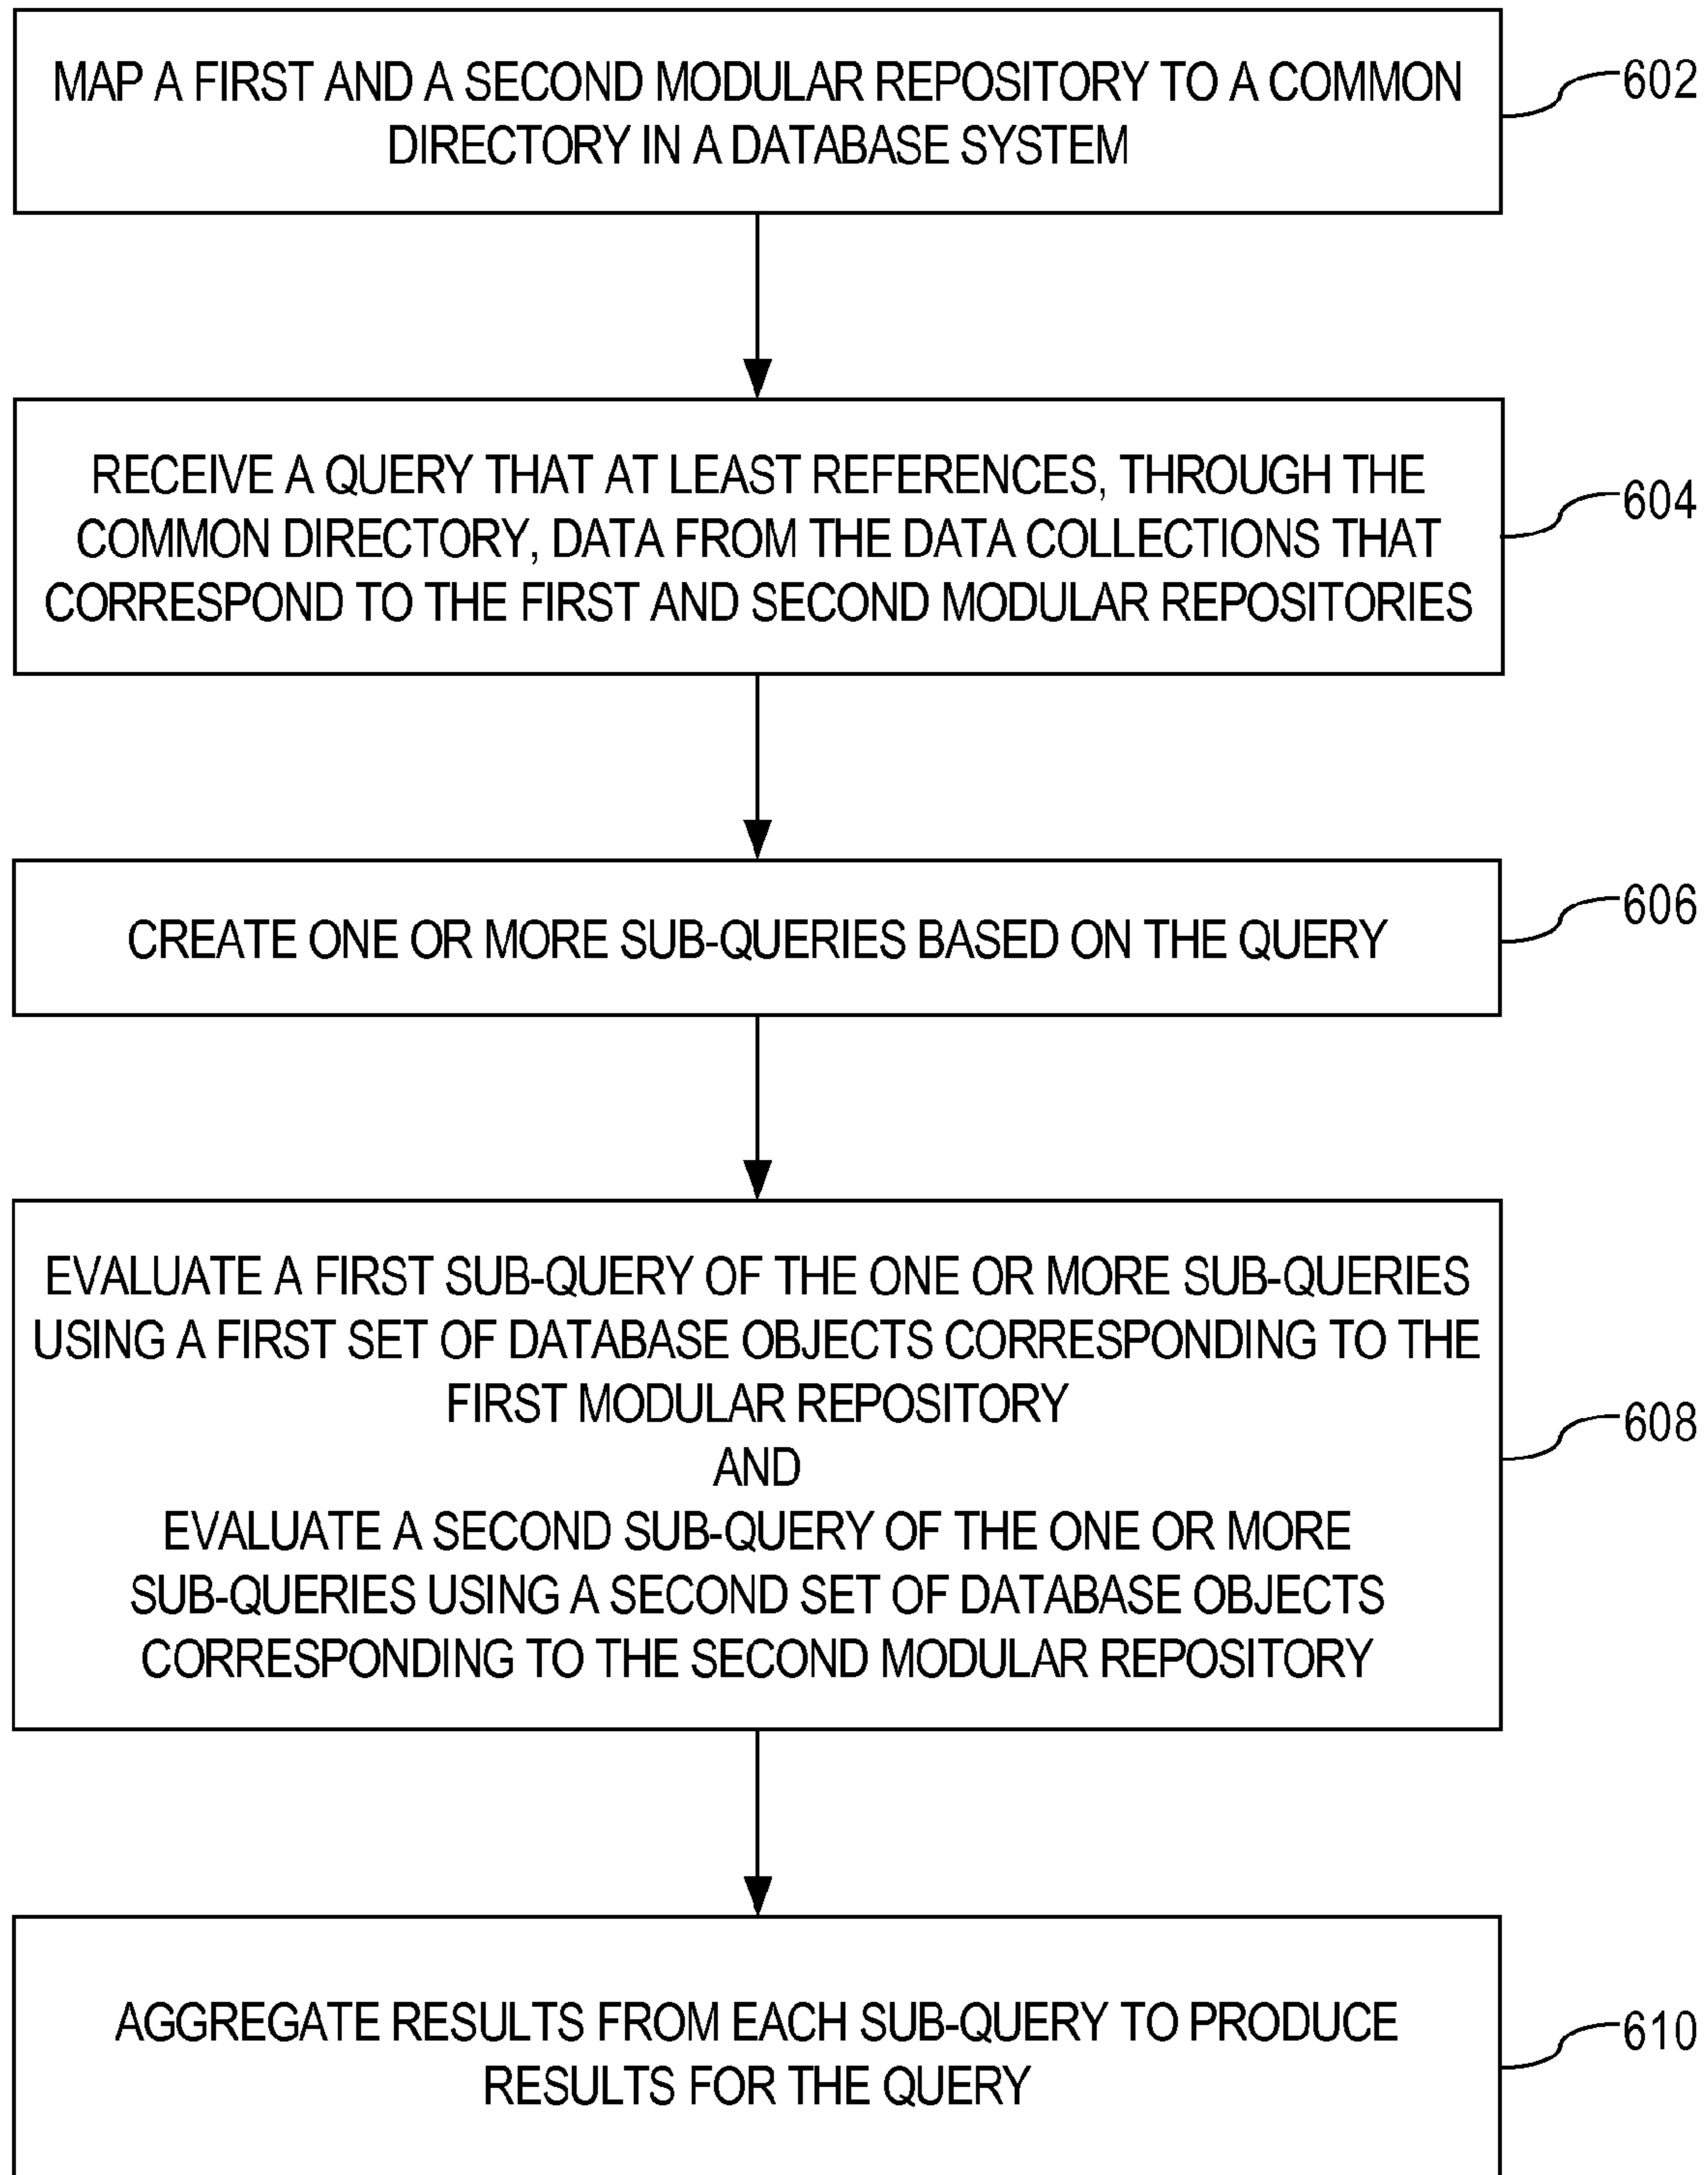 MAP A FIRST AND A SECOND MODULAR REPOSITORY TO A COMMON
DIRECTORY IN A DATABASE SYSTEM
602
RECEIVE A QUERY THAT AT LEAST REFERENCES, THROUGH THE
COMMON DIRECTORY, DATA FROM THE DATA COLLECTIONS THAT
CORRESPOND TO THE FIRST AND SECOND MODULAR REPOSITORIES
604
CREATE ONE OR MORE SUB-QUERIES BASED ON THE QUERY
606
EVALUATE A FIRST SUB-QUERY OF THE ONE OR MORE SUB-QUERIES
USING A FIRST SET OF DATABASE OBJECTS CORRESPONDING TO THE
FIRST MODULAR REPOSITORY
AND
EVALUATE A SECOND SUB-QUERY OF THE ONE OR MORE
SUB-QUERIES USING A SECOND SET OF DATABASE OBJECTS
CORRESPONDING TO THE SECOND MODULAR REPOSITORY
608
AGGREGATE RESULTS FROM EACH SUB-QUERY TO PRODUCE
RESULTS FOR THE QUERY
610